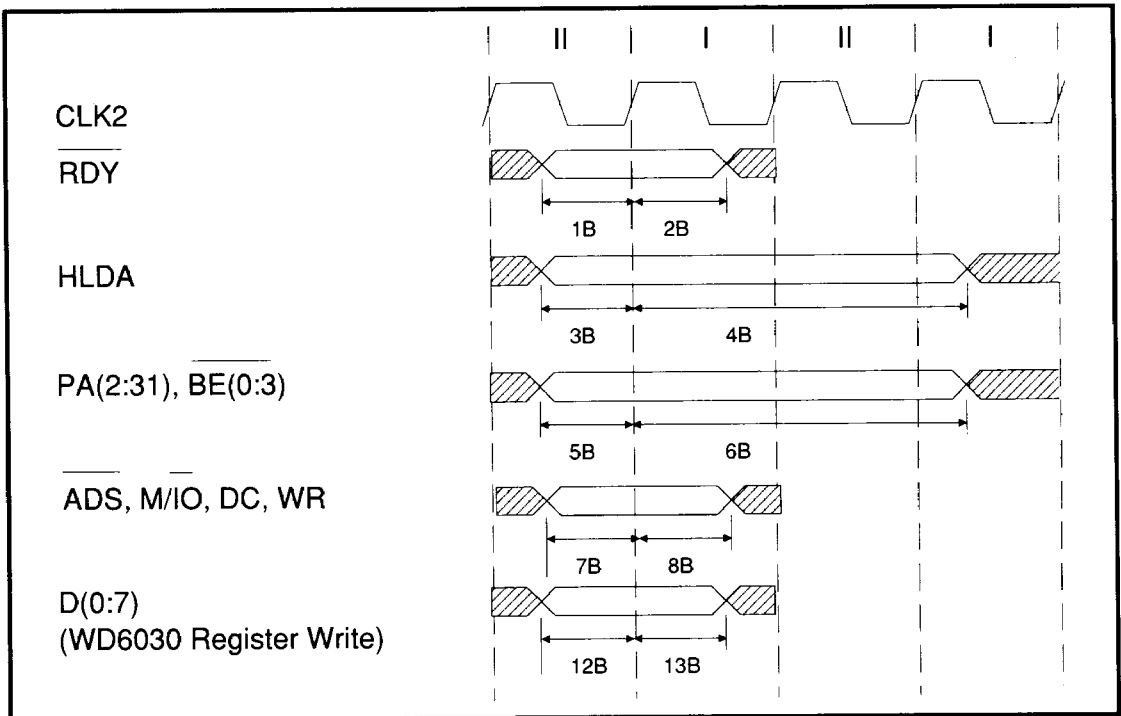 II I II I
CLK2
RDY
1B 2B
HLDA
3B 4B
PA(2:31), BE(0:3)
5B 6B
ADS, M/IO, DC, WR
7B 8B
D(0:7)
(WD6030 Register Write)
12B 13B